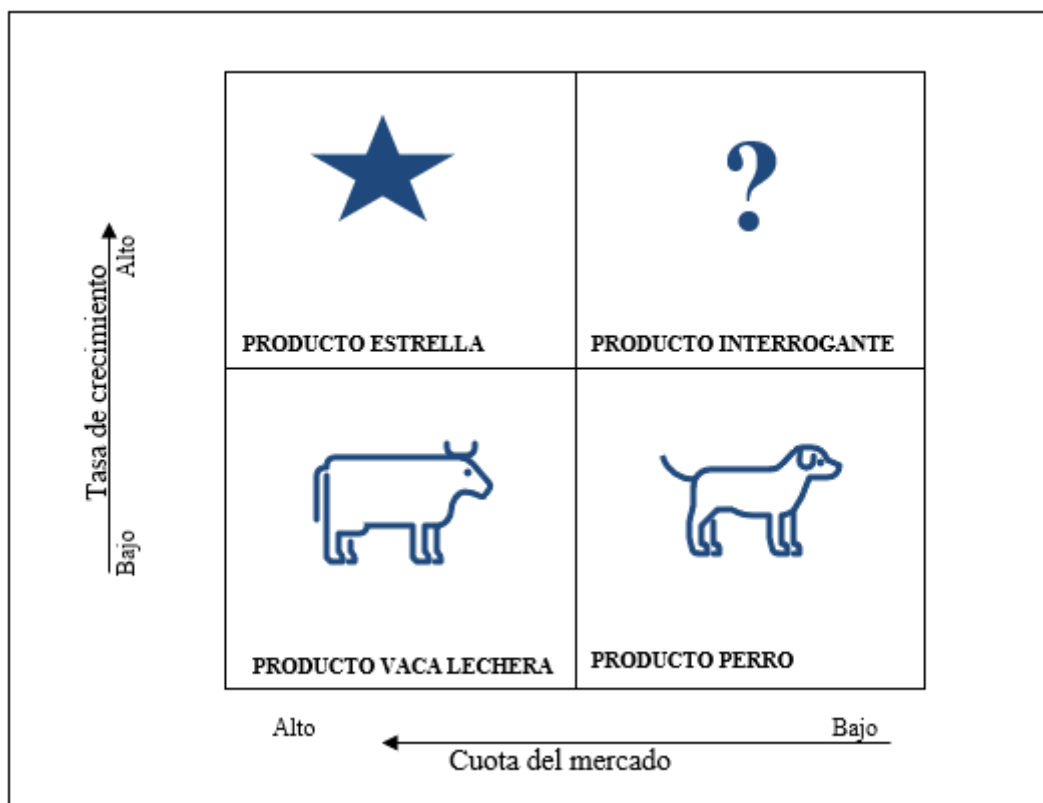 ?
PRODUCTO ESTRELLA
PRODUCTO INTERROGANTE
Tasa de crecimiento
Alto
Bajo
PRODUCTO VACA LECHERA
PRODUCTO PERRO
Alto
Bajo
Cuota del mercado